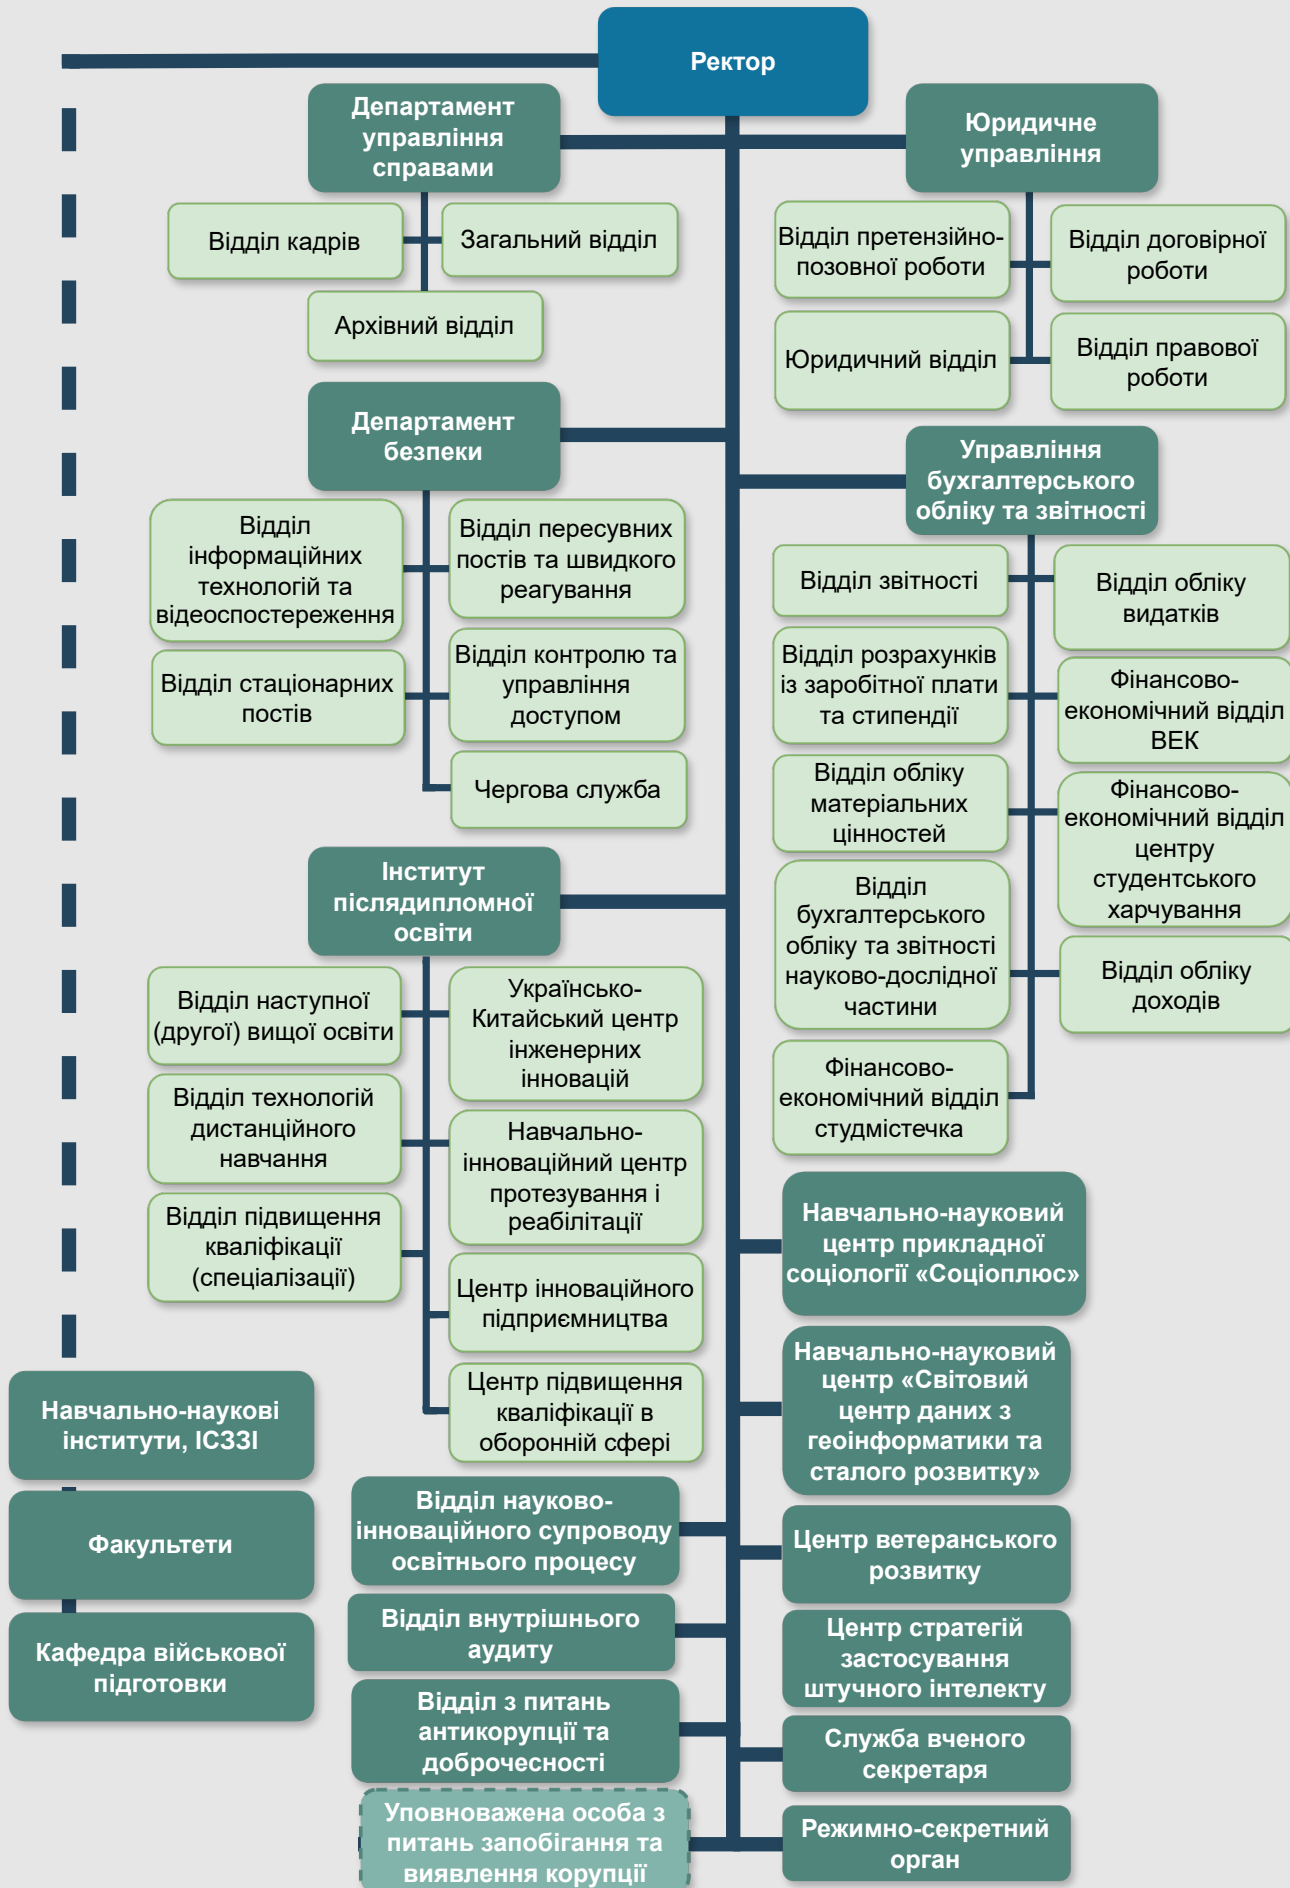 Ректор
Департамент
управління
справами
Юридичне
управління
Відділ кадрів
Загальний відділ
Архівний відділ
Відділ претензійно-
позовної роботи
Відділ договірної
роботи
Юридичний відділ
Відділ правової
роботи
Департамент
безпеки
Відділ
інформаційних
технологій та
відеоспостереження
Відділ пересувних
постів та швидкого
реагування
Відділ стаціонарних
постів
Відділ контролю та
управління
доступом
Чергова служба
Управління
бухгалтерського
обліку та звітності
Відділ звітності
Відділ обліку
видатків
Відділ розрахунків
із заробітної плати
та стипендії
Фінансово-
економічний відділ
ВЕК
Відділ обліку
матеріальних
цінностей
Фінансово-
економічний відділ
центру
студентського
харчування
Відділ
бухгалтерського
обліку та звітності
науково-дослідної
частини
Відділ обліку
доходів
Фінансово-
економічний відділ
студмістечка
Інститут
післядипломної
освіти
Відділ наступної
(другої) вищої освіти
Українсько-
Китайський центр
інженерних
інновацій
Відділ технологій
дистанційного
навчання
Навчально-
інноваційний центр
протезування і
реабілітації
Відділ підвищення
кваліфікації
(спеціалізації)
Центр інноваційного
підприємництва
Центр підвищення
кваліфікації в
оборонній сфері
Навчально-науковий
центр прикладної
соціології «Соціоплюс»
Навчально-науковий
центр «Світовий
центр даних з
геоінформатики та
сталого розвитку»
Навчально-наукові
інститути, ІСЗЗІ
Факультети
Кафедра військової
підготовки
Відділ науково-
інноваційного супроводу
освітнього процесу
Центр ветеранського
розвитку
Відділ внутрішнього
аудиту
Центр стратегій
застосування
штучного інтелекту
Відділ з питань
антикорупції та
доброчесності
Служба вченого
секретаря
Уповноважена особа з
питань запобігання та
виявлення корупції
Режимно-секретний
орган